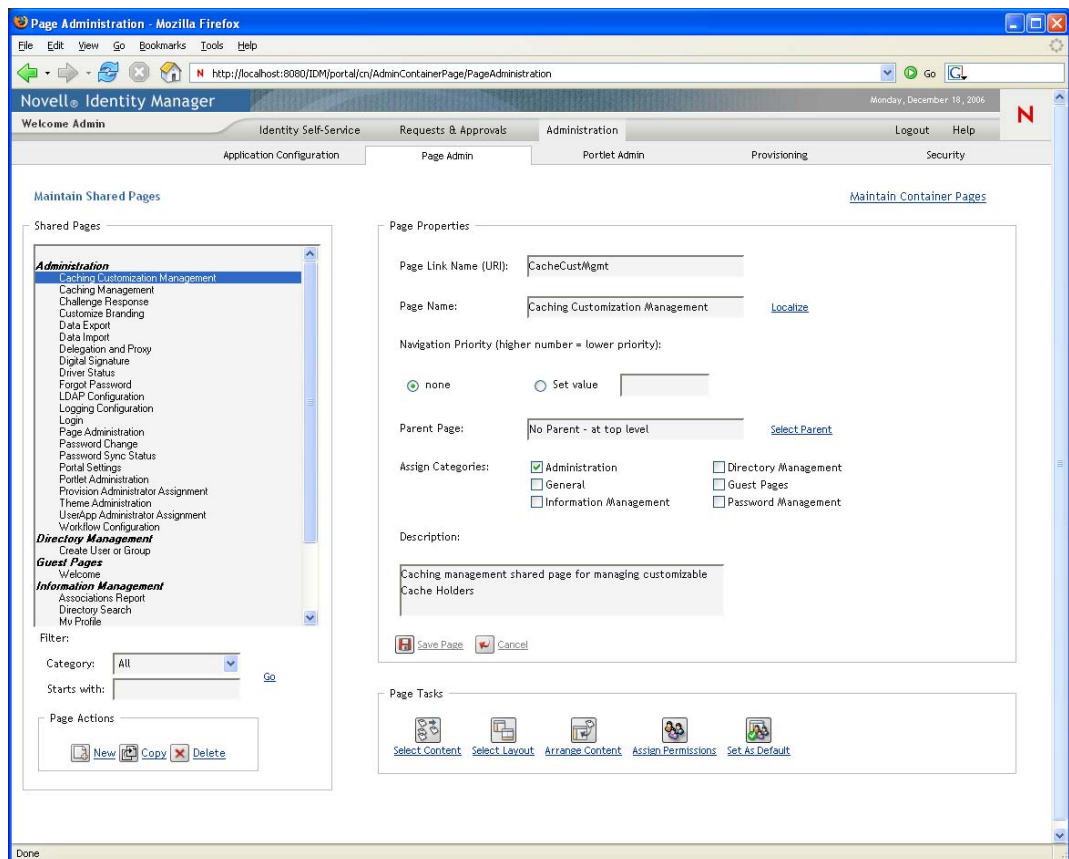 Page Administration - Mozilla Firefox
File Edit View Go Bookmarks Tools Help
N http://localhost:8080/IDM/portal/cn/AdminContainerPage/PageAdministration Go G
Novell® Identity Manager Monday, December 18, 2006
N
Welcome Admin Identity Self-Service Requests & Approvals Administration Logout Help
Application Configuration Page Admin Portlet Admin Provisioning Security
Maintain Shared Pages Maintain Container Pages
Shared Pages
Administration
Caching Customization Management
Caching Management
Challenge Response
Customize Branding
Data Export
Data Import
Delegation and Proxy
Digital Signature
Driver Status
Forgot Password
LDAP Configuration
Logging Configuration
Login
Page Administration
Password Change
Password Sync Status
Portal Settings
Portlet Administration
Provision Administrator Assignment
Theme Administration
UserApp Administrator Assignment
Workflow Configuration
Directory Management
Create User or Group
Guest Pages
Welcome
Information Management
Associations Report
Directory Search
My Profile
Filter:
Category: All
Go
Starts with:
Page Actions
New Copy Delete
Page Properties
Page Link Name (URI): CacheCustMgmt
Page Name: Caching Customization Management Localize
Navigation Priority (higher number = lower priority):
none Set value
Parent Page: No Parent - at top level Select Parent
Assign Categories: Administration Directory Management
General Guest Pages
Information Management Password Management
Description:
Caching management shared page for managing customizable
Cache Holders
Save Page Cancel
Page Tasks
Select Content Select Layout Arrange Content Assign Permissions Set As Default
Done